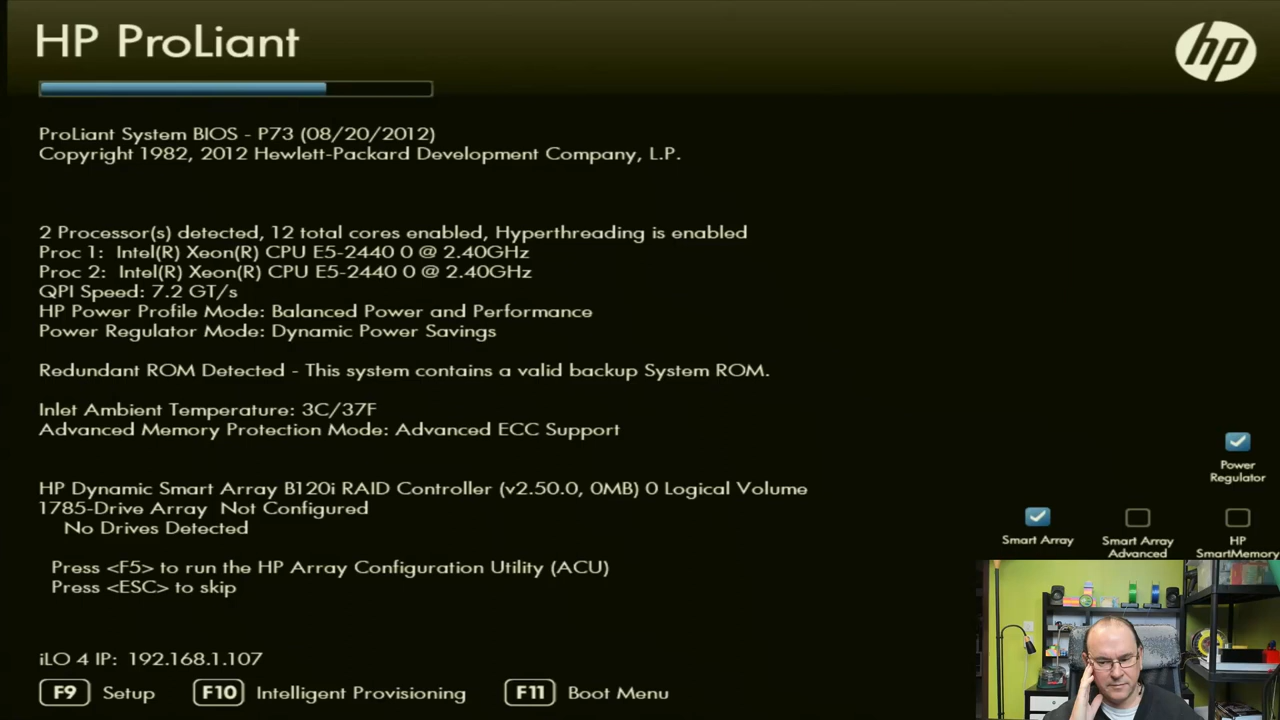 HP ProLiant
hp
ProLiant System BIOS - P73 (08/20/2012)
Copyright 1982, 2012 Hewlett-Packard Development Company, L.P.
2 Processor(s) detected, 12 total cores enabled, Hyperthreading is enabled
Proc 1: Intel(R) Xeon(R) CPU E5-2440 0 @ 2.40GHz
Proc 2: Intel(R) Xeon(R) CPU E5-2440 0 @ 2.40GHz
QPI Speed: 7.2 GT/s
HP Power Profile Mode: Balanced Power and Performance
Power Regulator Mode: Dynamic Power Savings
Redundant ROM Detected - This system contains a valid backup System ROM.
Inlet Ambient Temperature: 3C/37F
Advanced Memory Protection Mode: Advanced ECC Support
HP Dynamic Smart Array B120i RAID Controller (v2.50.0, 0MB) 0 Logical Volume
1785-Drive Array Not Configured
No Drives Detected
Press <F5> to run the HP Array Configuration Utility (ACU)
Press <ESC> to skip
Power
Regulator
Smart Array
Smart Array
Advanced
HP
SmartMemory
iLO 4 IP: 192.168.1.107
F9 Setup F10 Intelligent Provisioning F11 Boot Menu